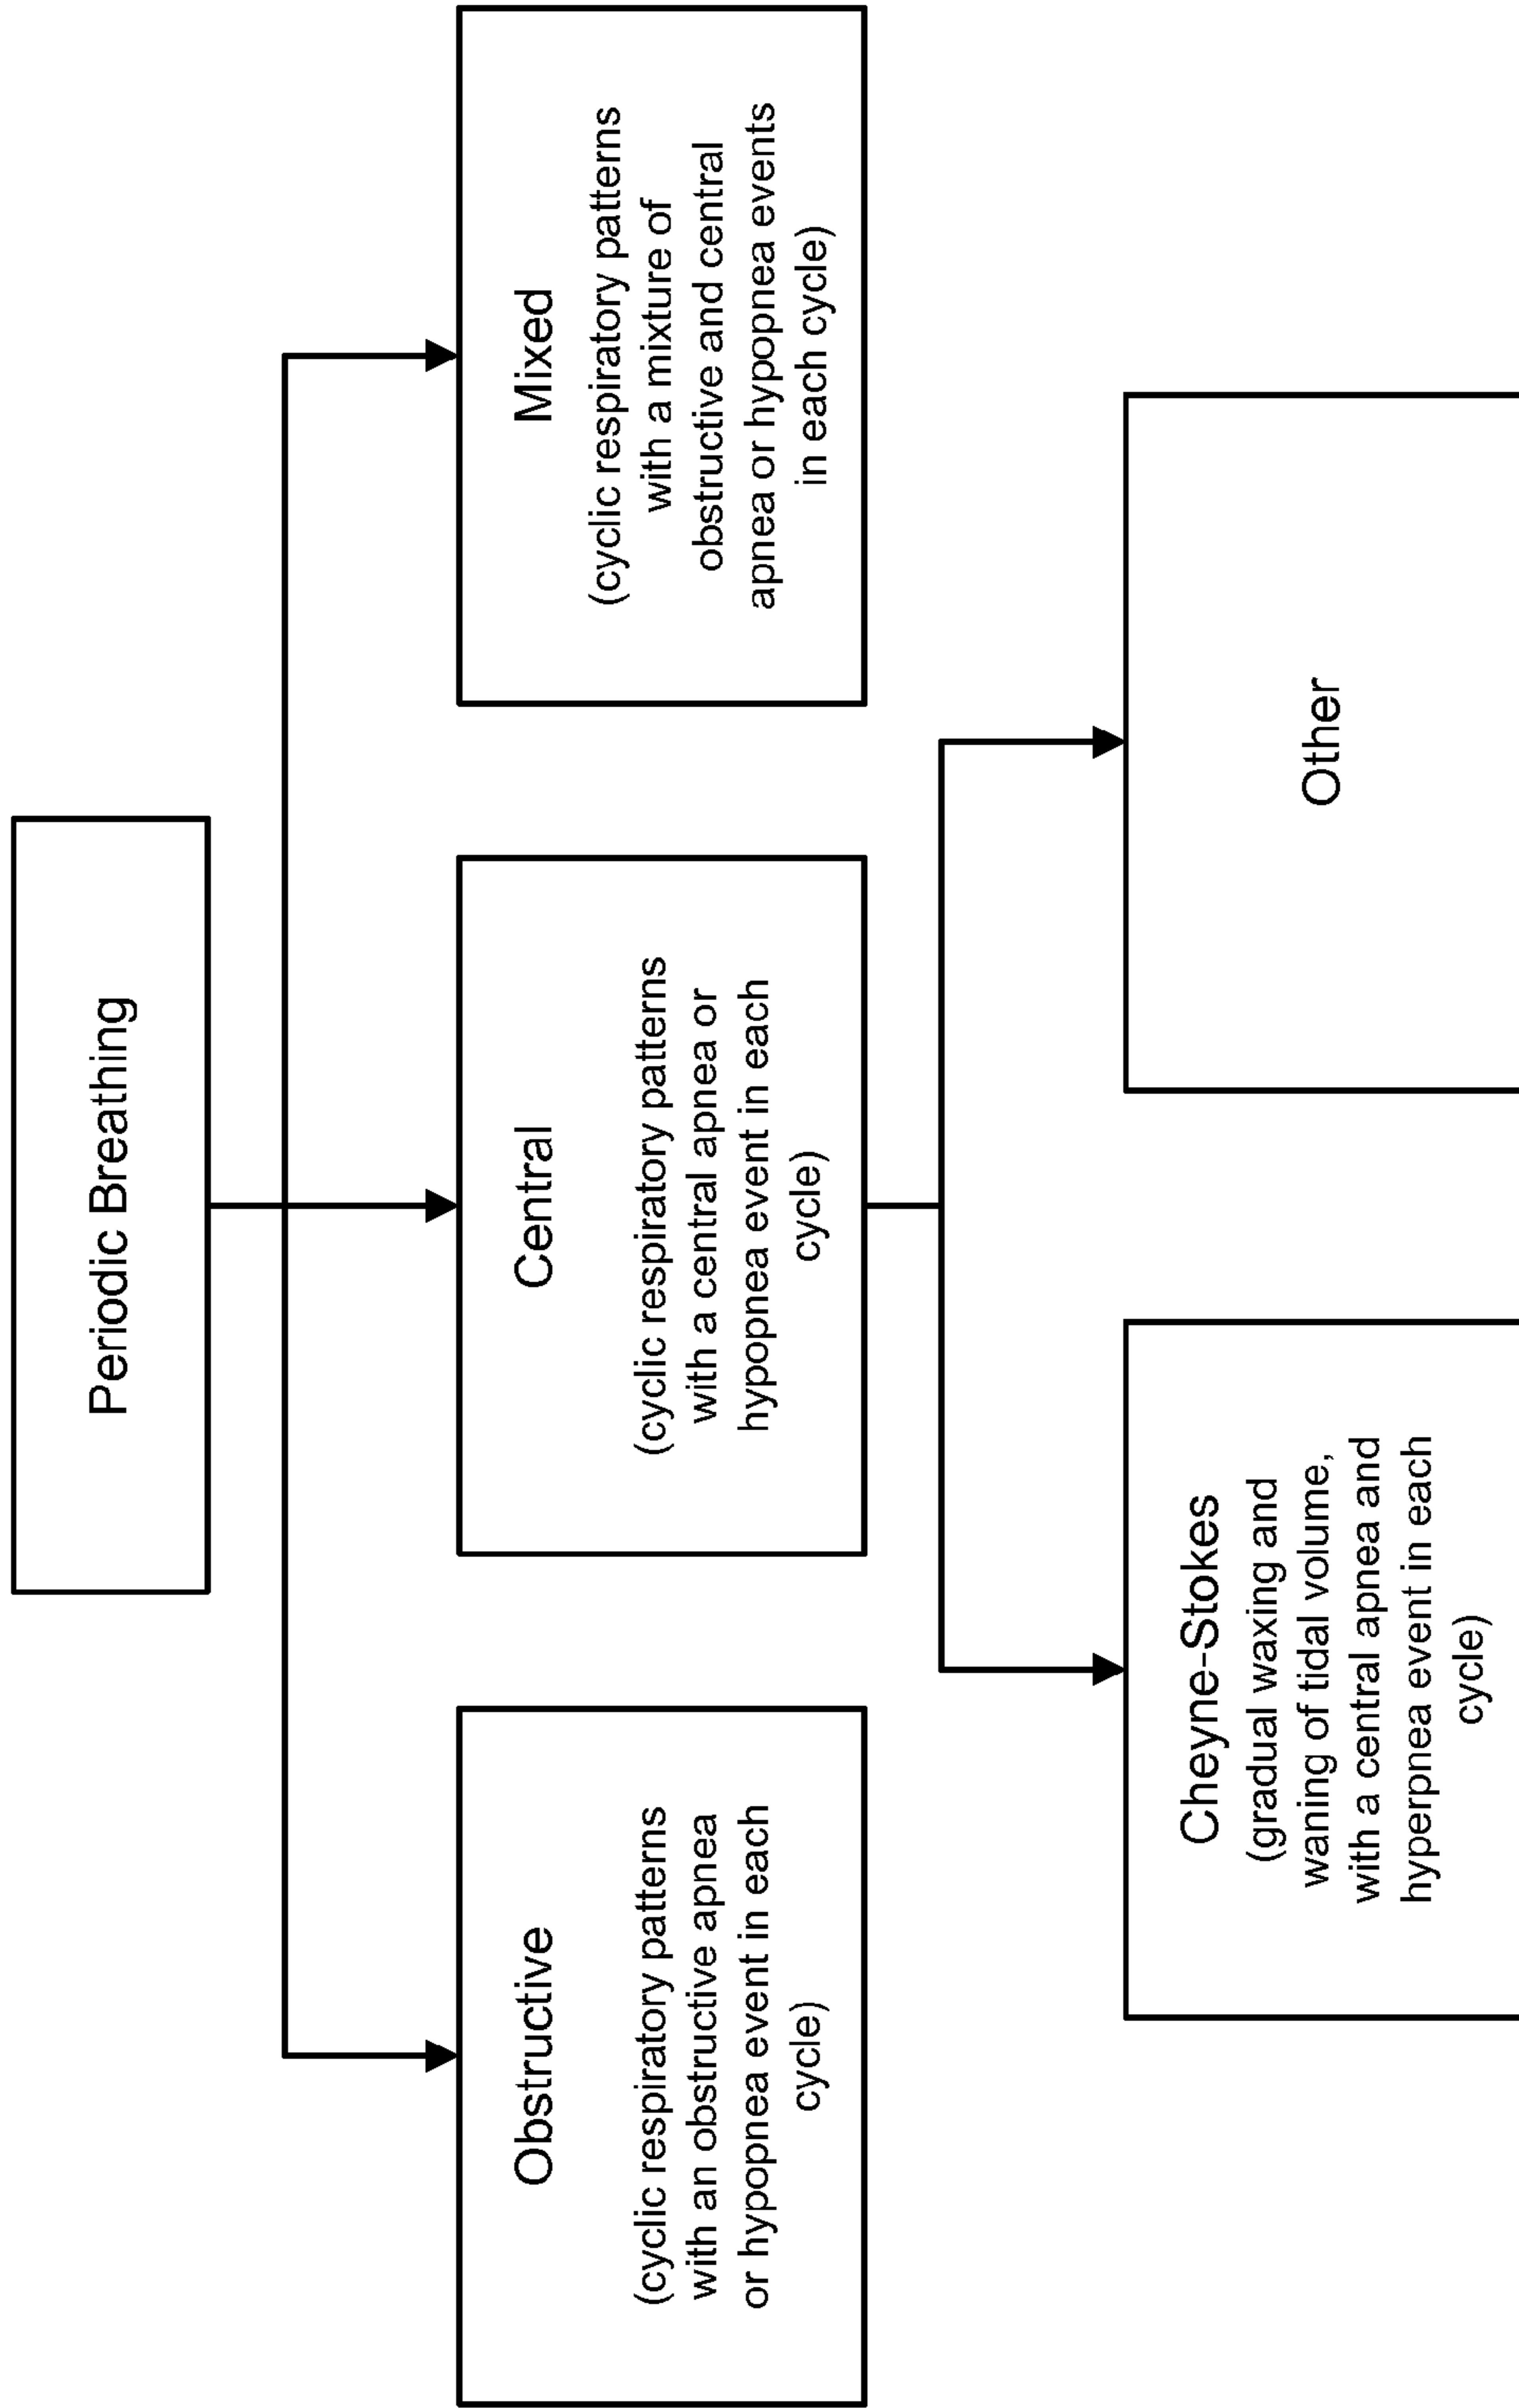 Periodic Breathing
Obstructive
(cyclic respiratory patterns
with an obstructive apnea
or hypopnea event in each
cycle)
Central
(cyclic respiratory patterns
with a central apnea or
hypopnea event in each
cycle)
Mixed
(cyclic respiratory patterns
with a mixture of
obstructive and central
apnea or hypopnea events
in each cycle)
Cheyne-Stokes
(gradual waxing and
waning of tidal volume,
with a central apnea and
hyperpnea event in each
cycle)
Other